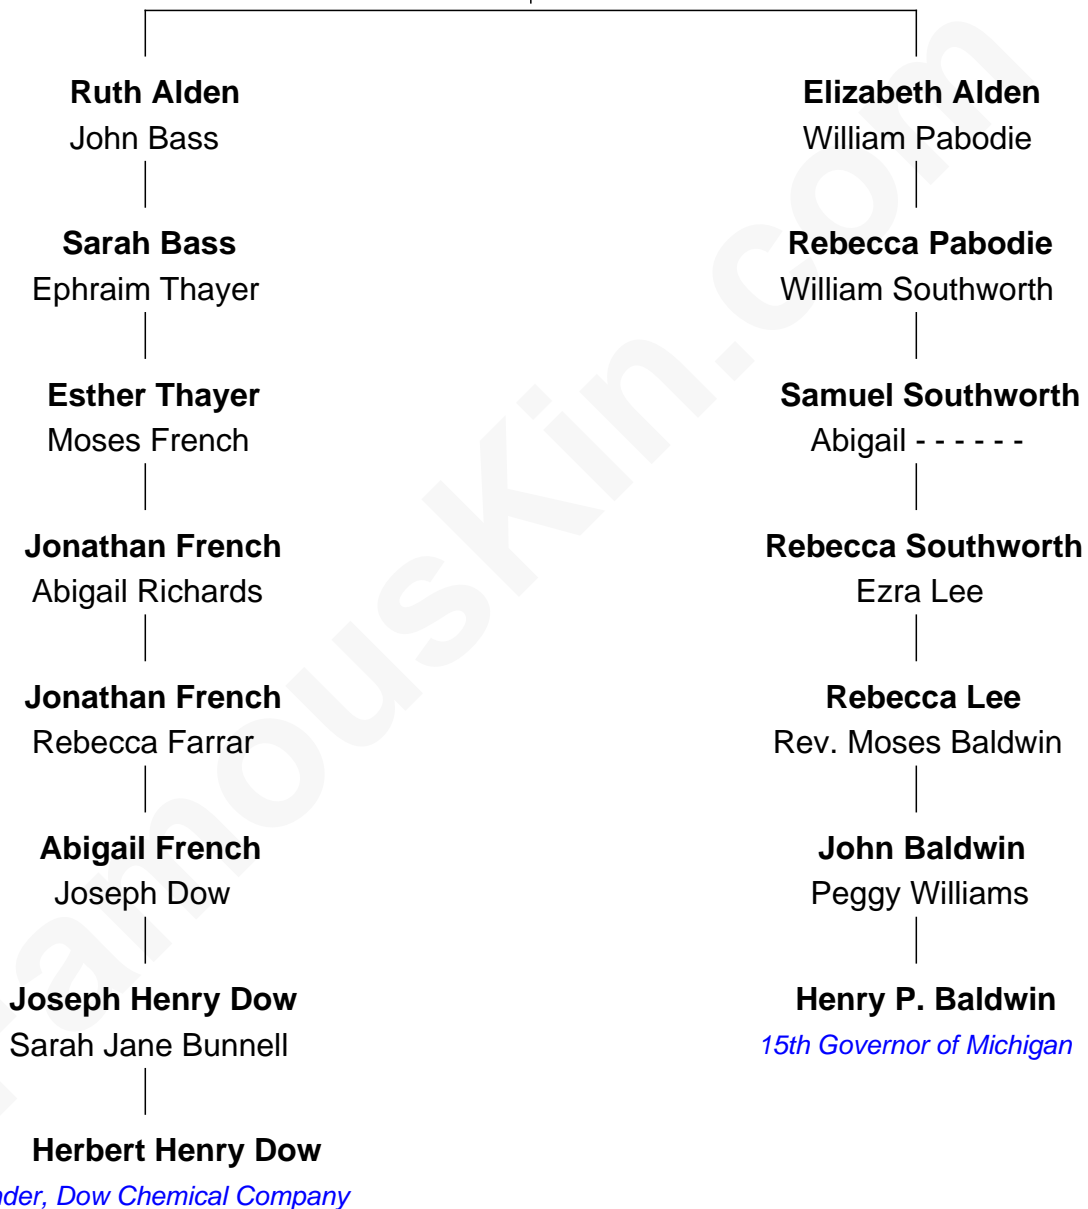 Ruth Alden
John Bass
Elizabeth Alden
William Pabodie
Sarah Bass
Ephraim Thayer
Rebecca Pabodie
William Southworth
Esther Thayer
Moses French
Samuel Southworth
Abigail - - - - - -
Jonathan French
Abigail Richards
Rebecca Southworth
Ezra Lee
Jonathan French
Rebecca Farrar
Rebecca Lee
Rev. Moses Baldwin
Abigail French
Joseph Dow
John Baldwin
Peggy Williams
Joseph Henry Dow
Sarah Jane Bunnell
Henry P. Baldwin
15th Governor of Michigan
Herbert Henry Dow
nder, Dow Chemical Company
FamousKin.com